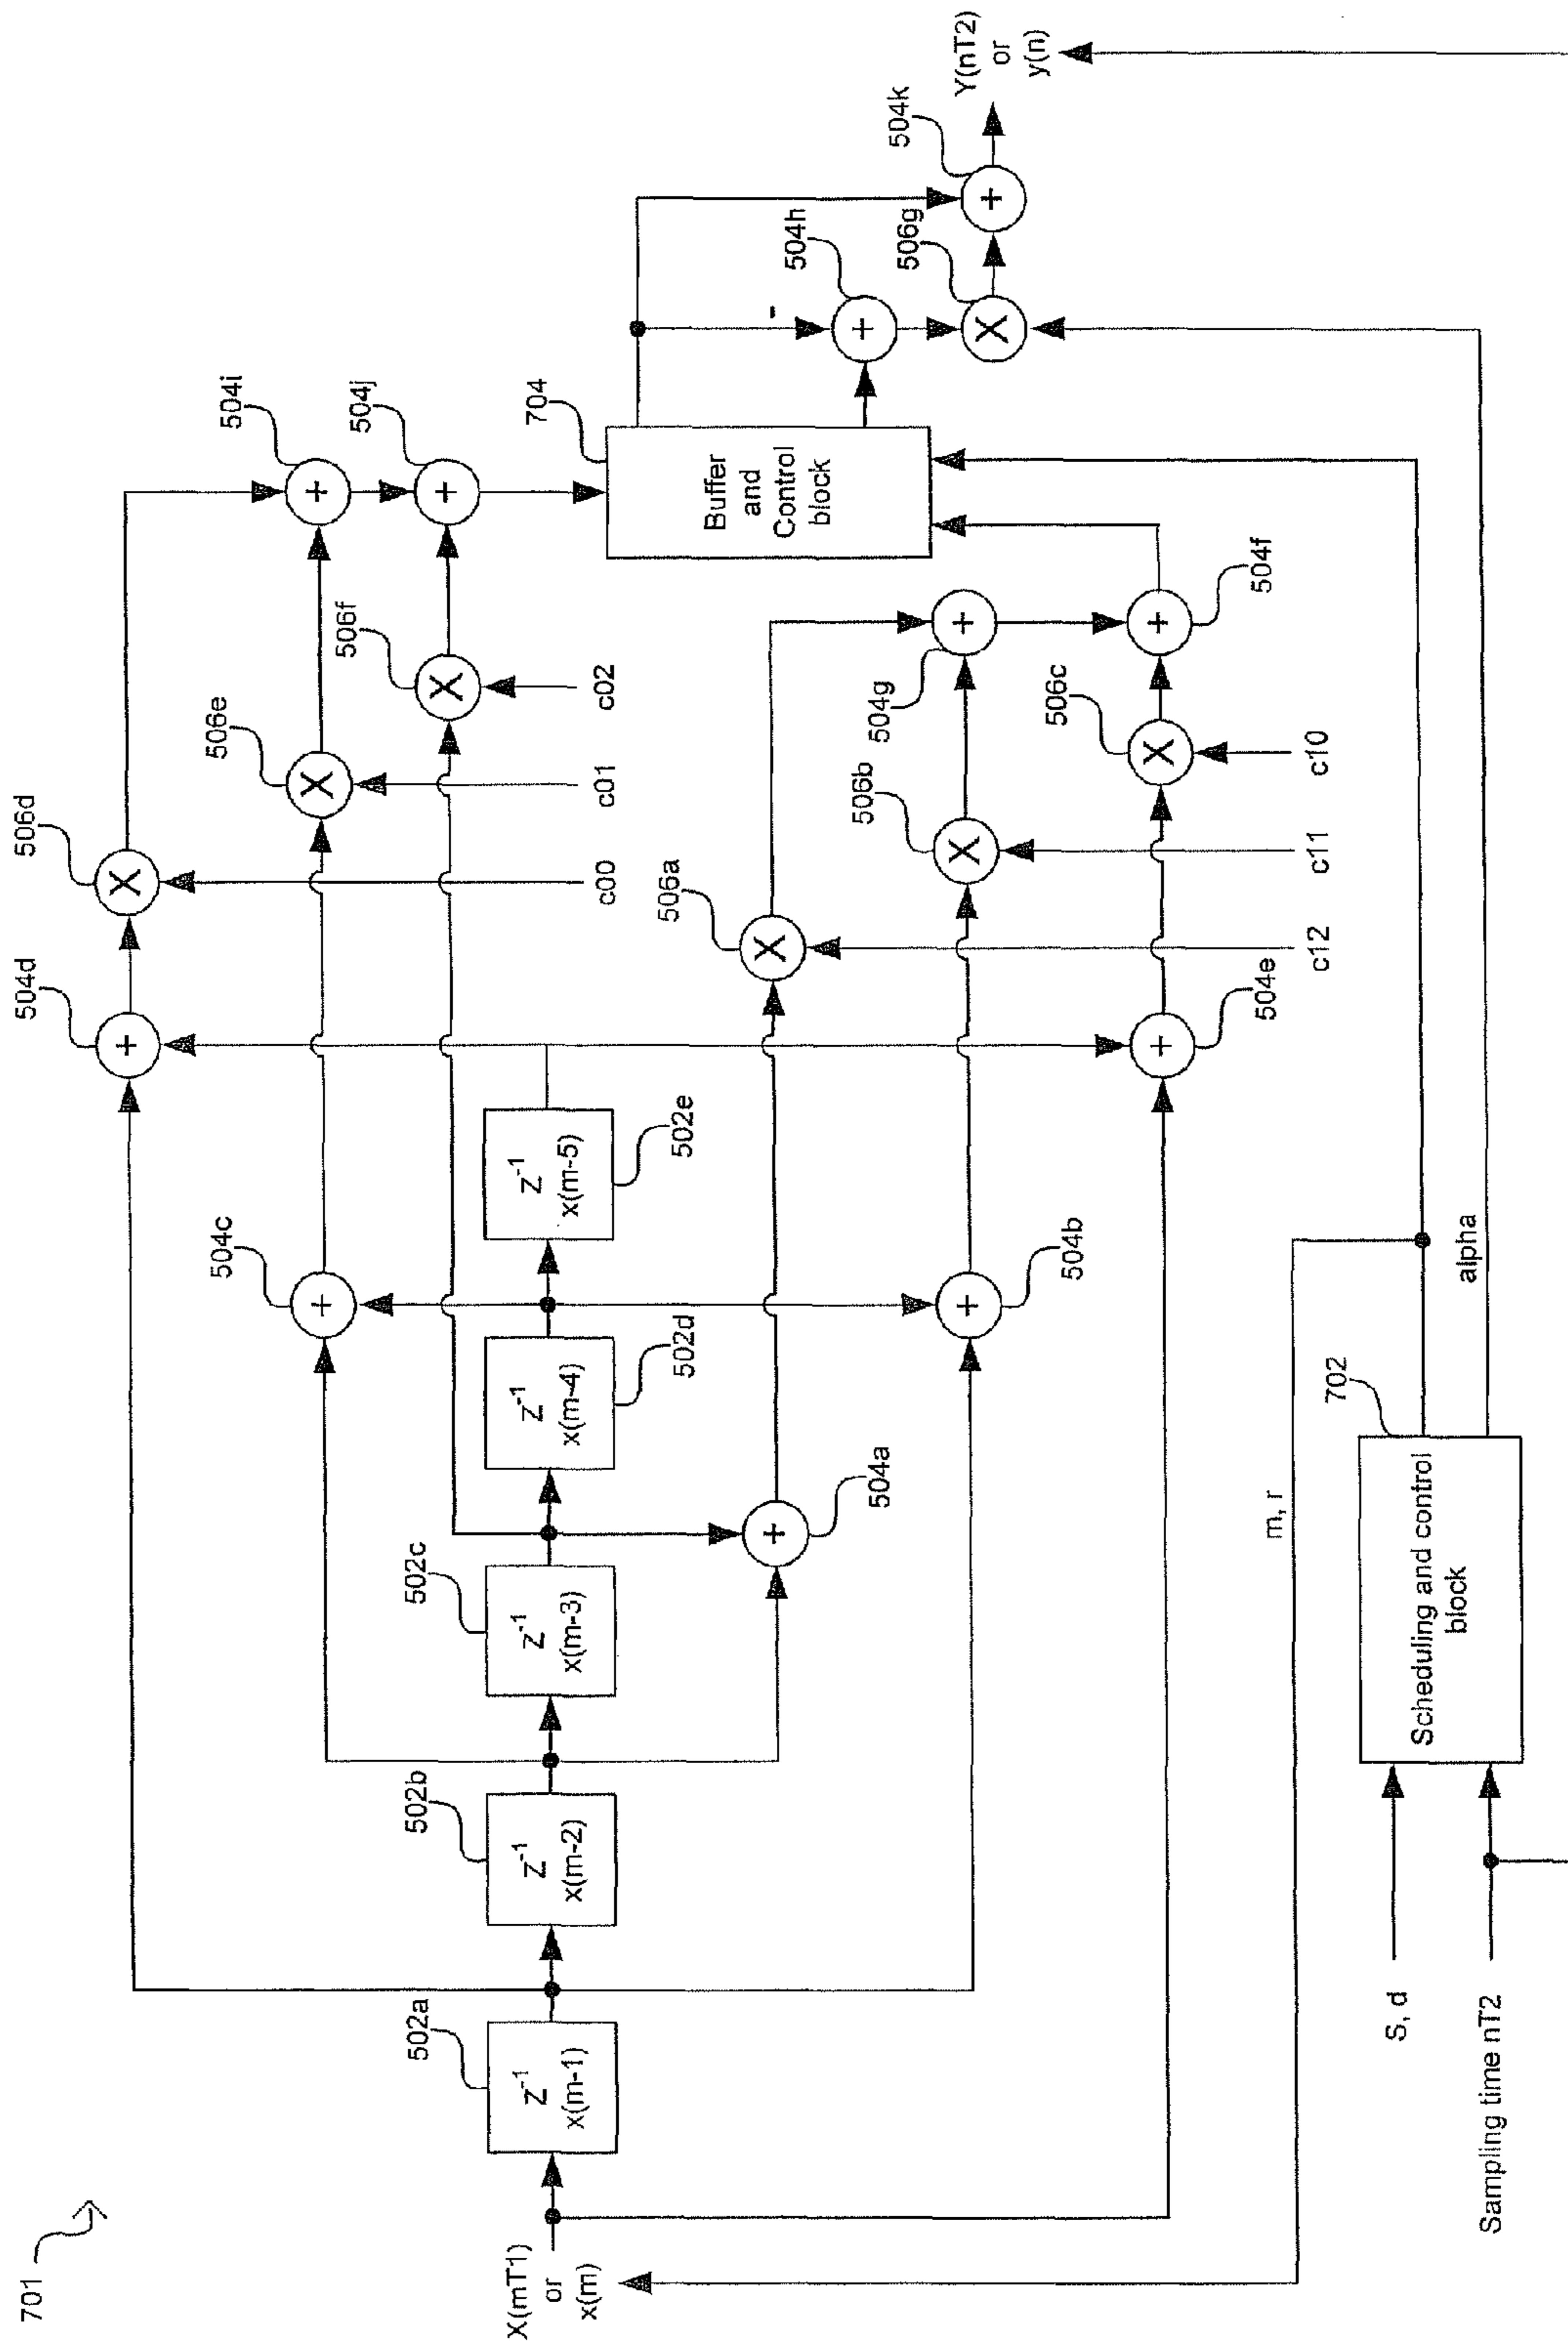 701
X(mT1)
or
x(m)
502a
Z-1
x(m-1)
502b
Z-1
x(m-2)
502c
Z-1
x(m-3)
502d
Z-1
x(m-4)
502e
Z-1
x(m-5)
504a
+
504b
+
504c
+
504d
+
504e
+
506a
X
506b
X
506c
X
506d
X
506e
X
506f
X
c00
c01
c02
c12
c11
c10
504g
+
504f
+
504i
+
504j
+
704
Buffer
and
Control
block
-
504h
+
506g
X
504k
+
Y(nT2)
or
y(n)
m, r
alpha
702
Scheduling and control
block
S, d
Sampling time nT2